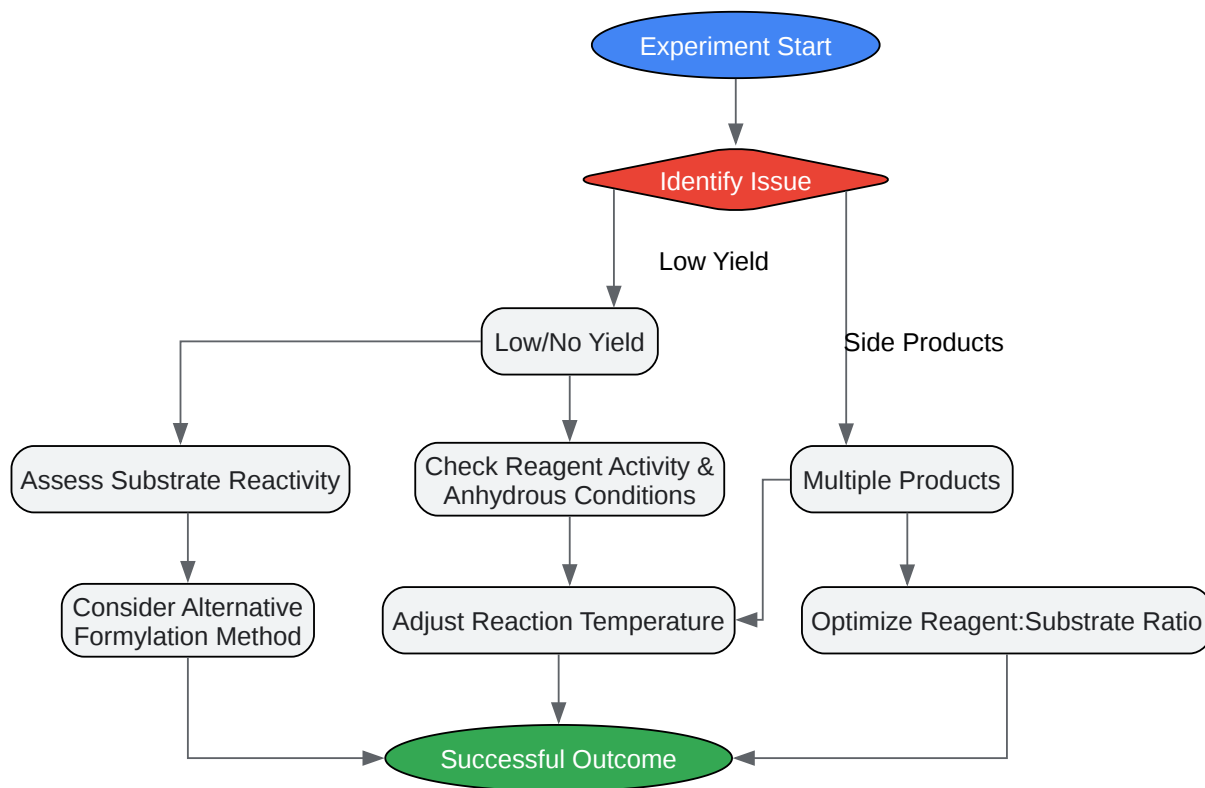 Experiment Start
Identify Issue
Low Yield
Low/No Yield
Side Products
Assess Substrate Reactivity
Check Reagent Activity &
Anhydrous Conditions
Multiple Products
Consider Alternative
Formylation Method
Adjust Reaction Temperature
Optimize Reagent:Substrate Ratio
Successful Outcome